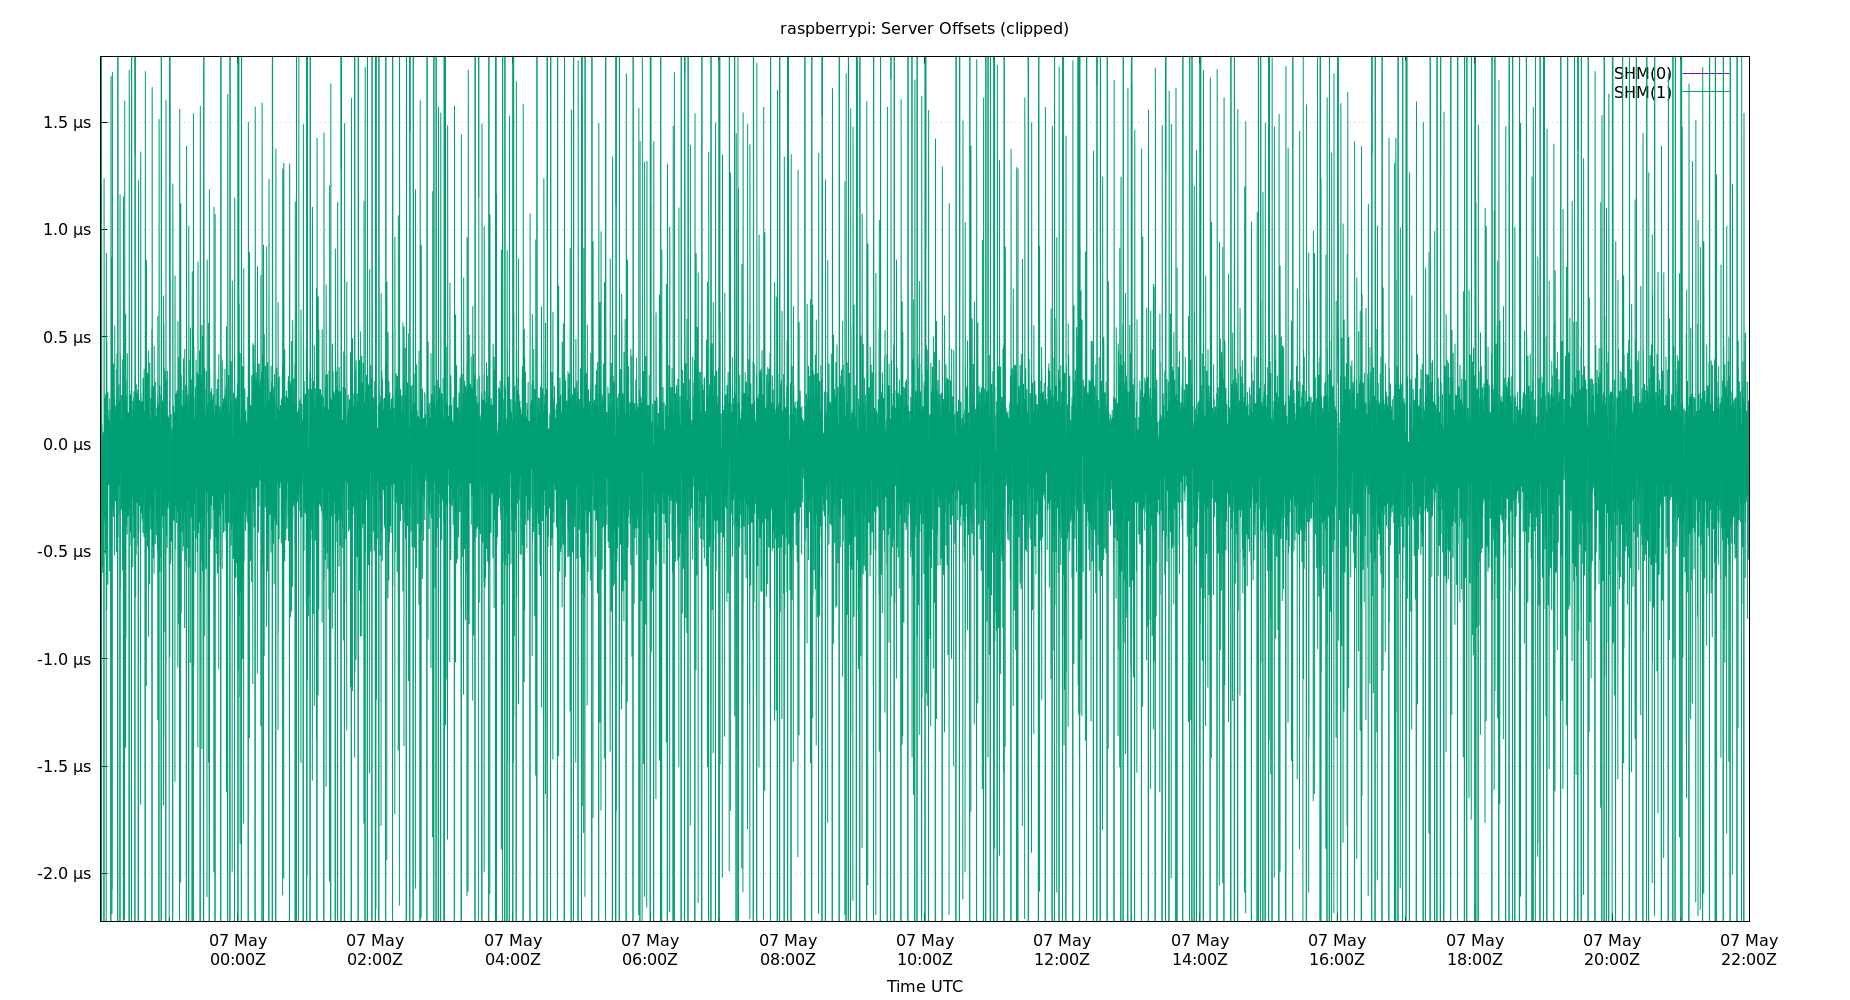 raspberrypi: Server Offsets (clipped)
SHM(0)
SHM(1)
1.5 µs
1.0 µs
0.5 µs
0.0 µs
-0.5 µs
-1.0 µs
-1.5 µs
-2.0 µs
07 May 07 May 07 May 07 May 07 May 07 May 07 May 07 May 07 May 07 May 07 May 07 May
00:00Z 02:00Z 04:00Z 06:00Z 08:00Z 10:00Z 12:00Z 14:00Z 16:00Z 18:00Z 20:00Z 22:00Z
Time UTC